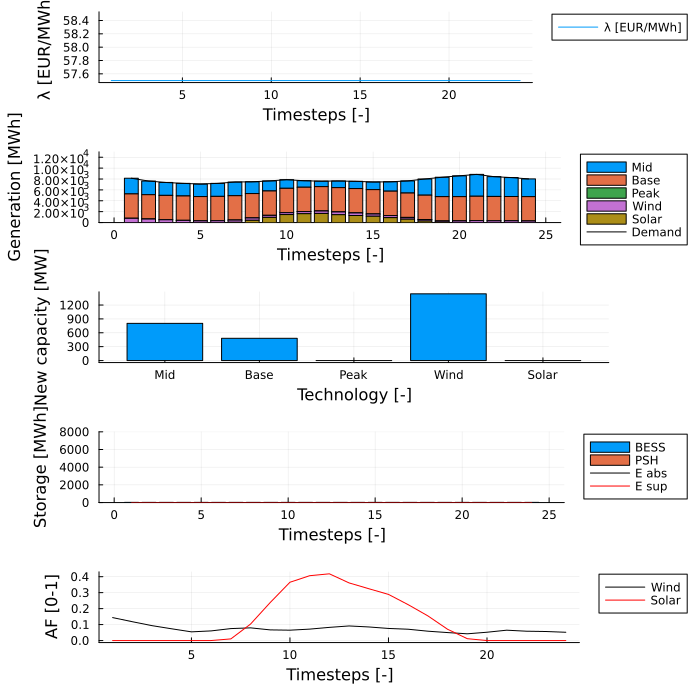 λ [EUR/MWh
58.4
58.2
58.0
57.8
57.6
5 10 15 20
Timesteps [-]
λ [EUR/MWh]
Generation [MWh]
1.20×10⁴
1.00×10⁴
8.00×10³
6.00×10³
4.00×10³
2.00×10³
0
0 5 10 15 20 25
Timesteps [-]
Mid
Base
Peak
Wind
Solar
Demand
New capacity [MW]
1200
900
600
300
0
Mid Base Peak Wind Solar
Technology [-]
Storage [MWh]
8000
6000
4000
2000
0
0 5 10 15 20 25
Timesteps [-]
BESS
PSH
E abs
E sup
AF [0-1]
0.4
0.3
0.2
0.1
0.0
5 10 15 20
Timesteps [-]
Wind
Solar